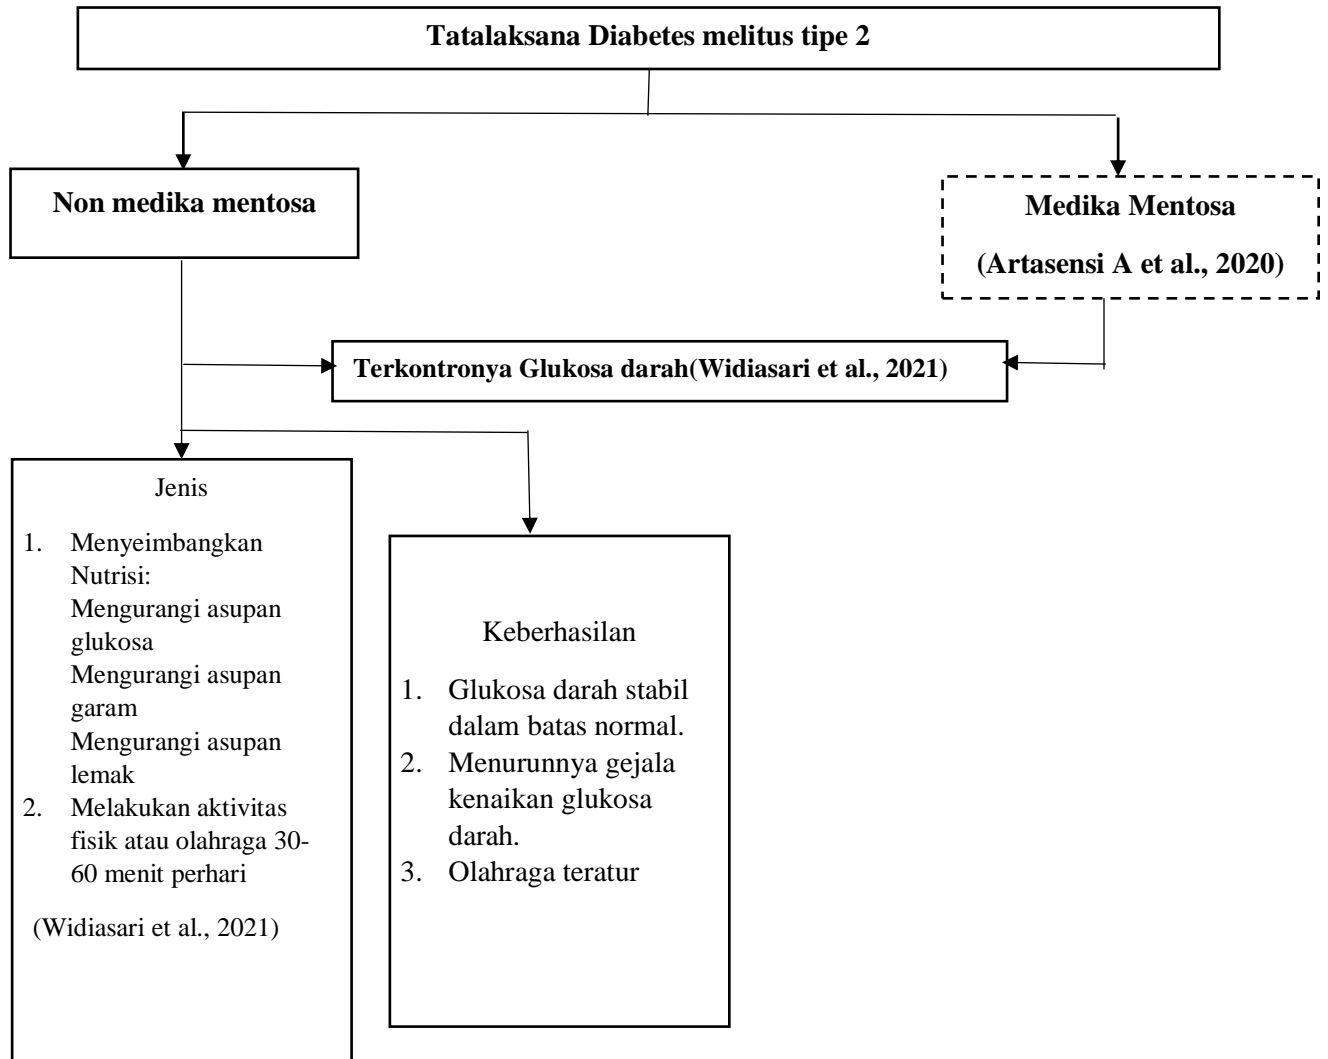 Tatalaksana Diabetes melitus tipe 2
Non medika mentosa
Medika Mentosa
(Artasensi A et al., 2020)
Terkontronya Glukosa darah(Widiasari et al., 2021)
Jenis
1. Menyeimbangkan
Nutrisi:
Mengurangi asupan
glukosa
Mengurangi asupan
garam
Mengurangi asupan
lemak
2. Melakukan aktivitas
fisik atau olahraga 30-
60 menit perhari
(Widiasari et al., 2021)
Keberhasilan
1. Glukosa darah stabil
dalam batas normal.
2. Menurunnya gejala
kenaikan glukosa
darah.
3. Olahraga teratur